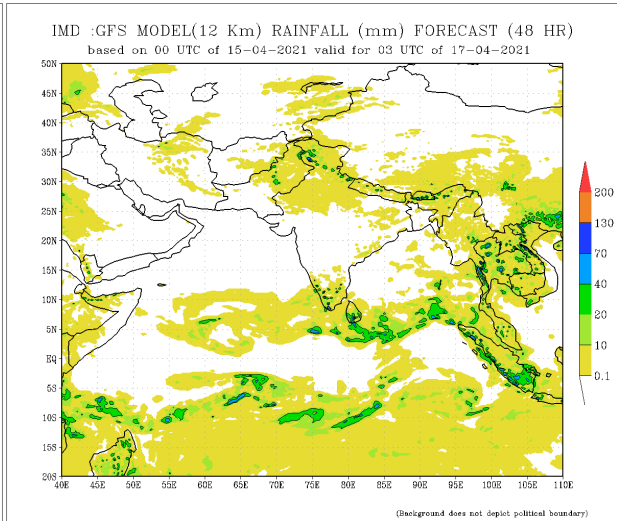 IMD :GFS MODEL(12 Km) RAINFALL (mm) FORECAST (48 HR)
based on 00 UTC of 15-04-2021 valid for 03 UTC of 17-04-2021
50N
45N
40N
35N
30N
25N
20N
15N
10N
5N
EQ
5S
10S
15S
20S
40E 45E 50E 55E 60E 65E 70E 75E 80E 85E 90E 95E 100E 105E 110E
200
130
70
40
20
10
0.1
(Background does not depict political boundary)